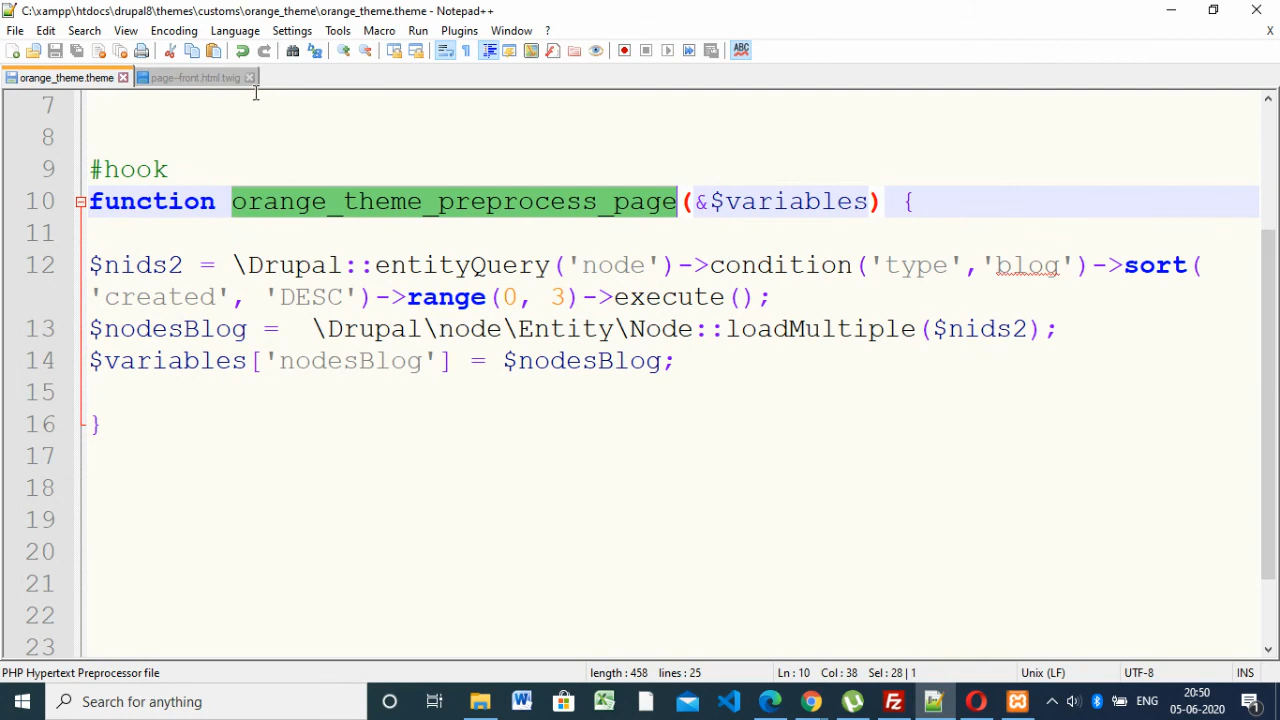 C:\xampp\htdocs\drupal8\themes\customs\orange_theme\orange_theme.theme - Notepad++
File Edit Search View Encoding Language Settings Tools Macro Run Plugins Window ? X
ABC
orange_theme.theme page--front.html.twig
7
8
9 #hook
10 function orange_theme_preprocess_page(&$variables) {
11
12 $nids2 = \Drupal::entityQuery('node')->condition('type','blog')->sort(
'created', 'DESC')->range(0, 3)->execute();
13 $nodesBlog = \Drupal\node\Entity\Node::loadMultiple($nids2);
14 $variables['nodesBlog'] = $nodesBlog;
15
16 }
17
18
19
20
21
22
23
PHP Hypertext Preprocessor file length : 458 lines : 25 Ln : 10 Col : 38 Sel : 28 | 1 Unix (LF) UTF-8 INS
Search for anything ENG 20:50
05-06-2020